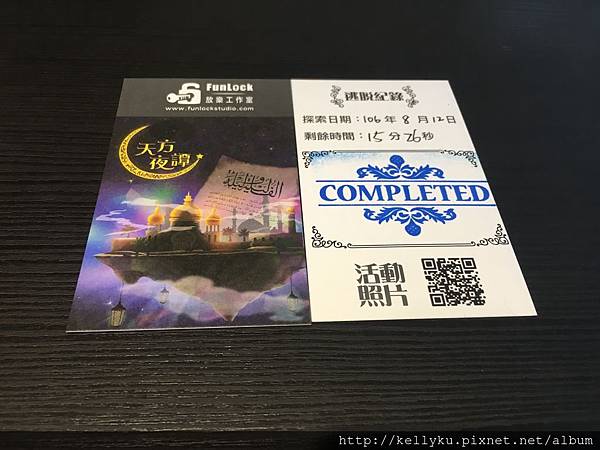 FunLock
放樂工作室
www.funlockstudio.com
天方
夜譚
逃脫紀錄
探索日期：106年8月12日
剩餘時間：15分26秒
COMPLETED
活動
照片
http://kellyku.pixnet.net/album